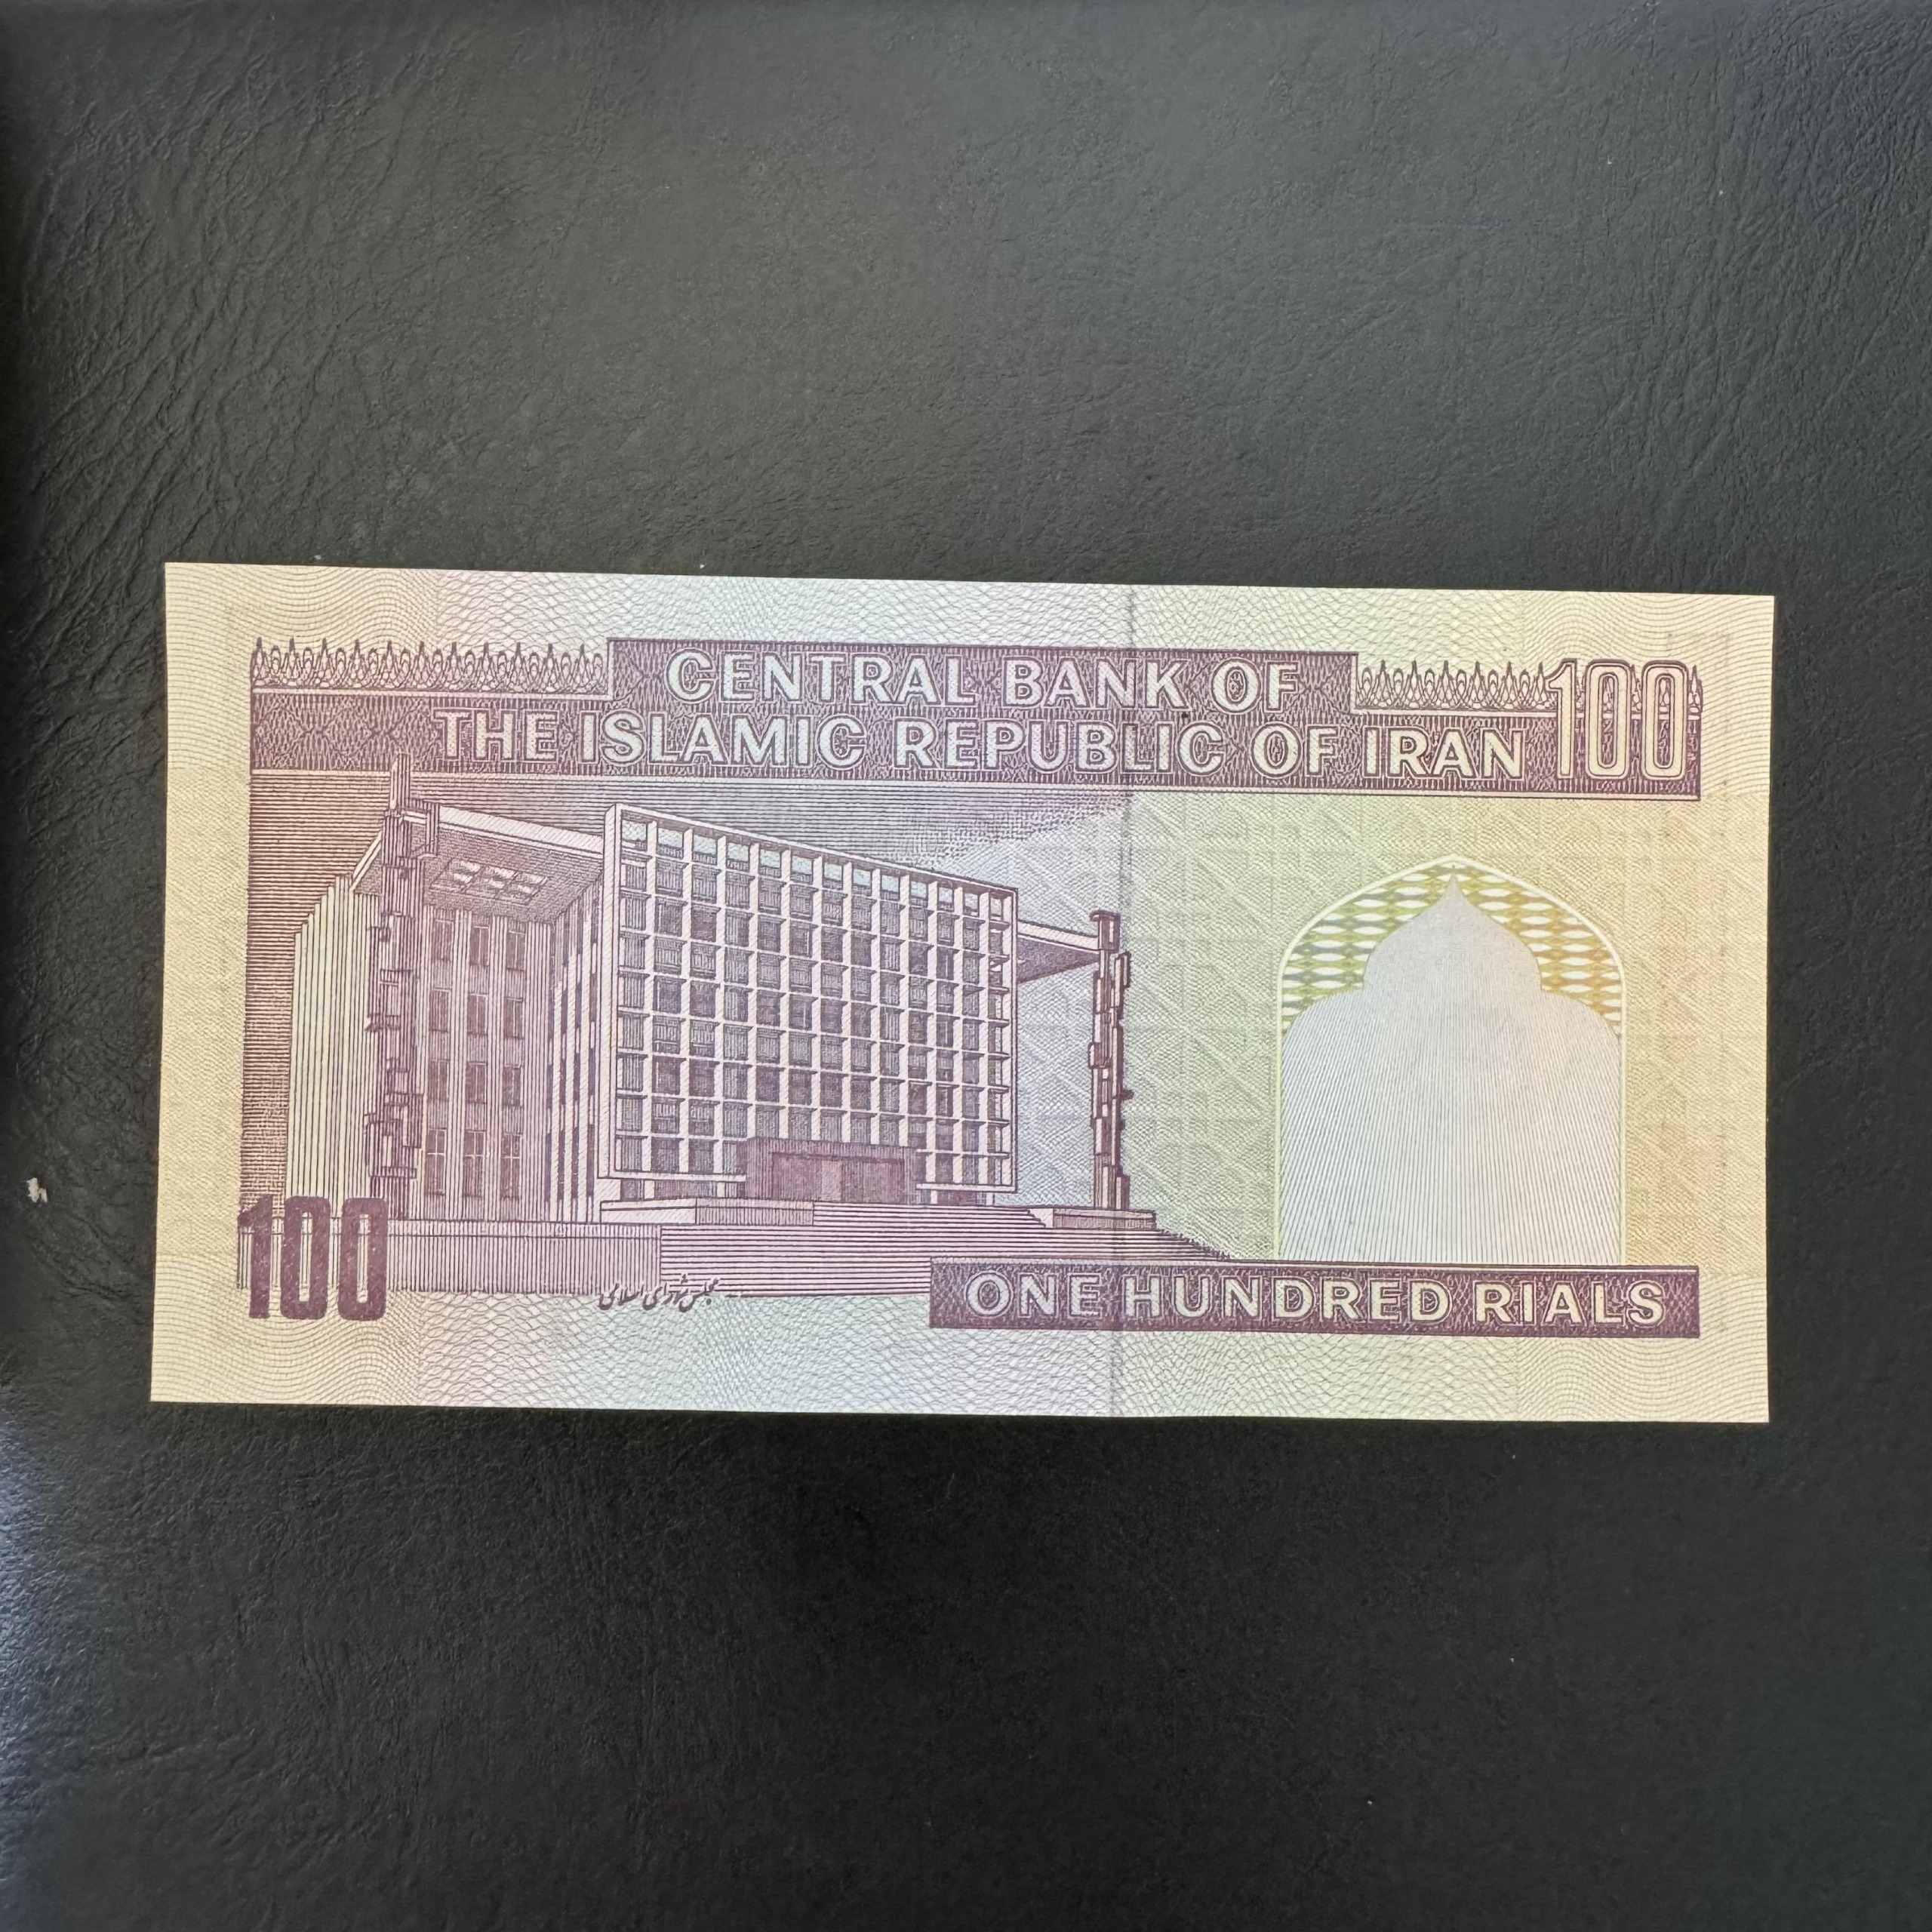 CENTRAL BANK OF
THE ISLAMIC REPUBLIC OF IRAN
100
100
مجلس شورای اسلامی
ONE HUNDRED RIALS